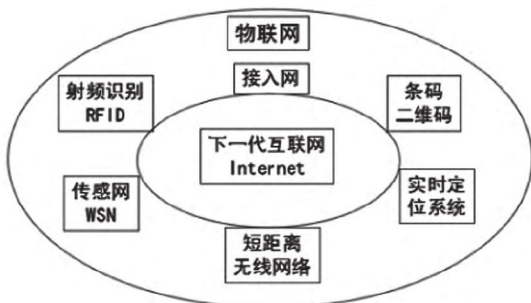 物联网
接入网
射频识别
RFID
条码
二维码
下一代互联网
Internet
传感网
WSN
实时定
位系统
短距离
无线网络